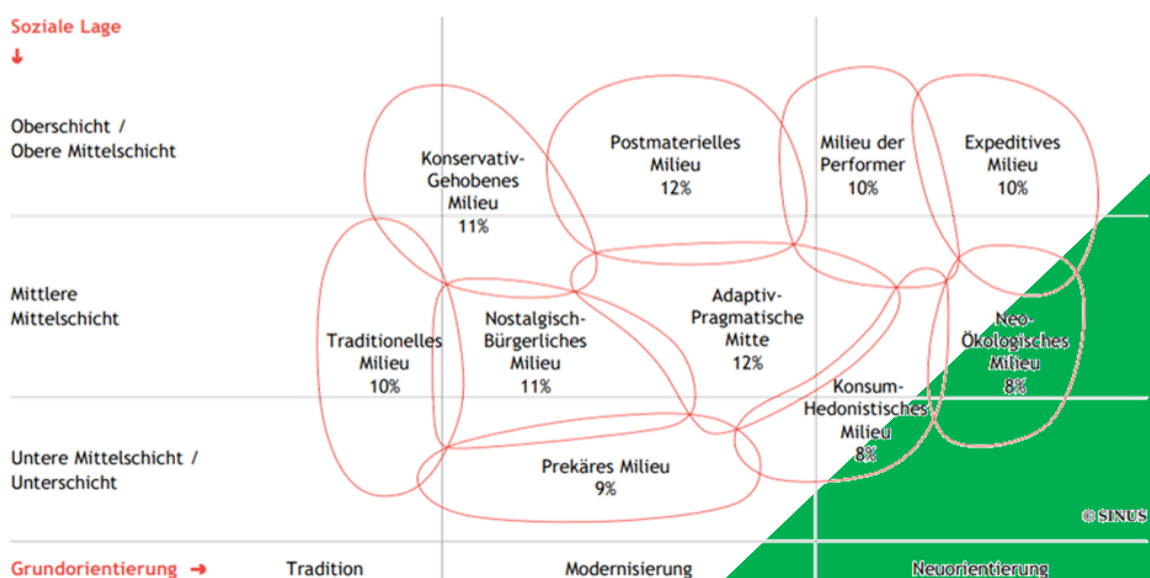 Soziale Lage
↓
Oberschicht /
Obere Mittelschicht
Konservativ-
Gehobenes
Milieu
11%
Postmaterielles
Milieu
12%
Milieu der
Performer
10%
Expeditives
Milieu
10%
Mittlere
Mittelschicht
Traditionelles
Milieu
10%
Nostalgisch-
Bürgerliches
Milieu
11%
Adaptiv-
Pragmatische
Mitte
12%
Neo-
Ökologisches
Milieu
8%
Konsum-
Hedonistisches
Milieu
8%
Untere Mittelschicht /
Unterschicht
Prekäres Milieu
9%
© SINUS
Grundorientierung →
Tradition
Modernisierung
Neuorientierung